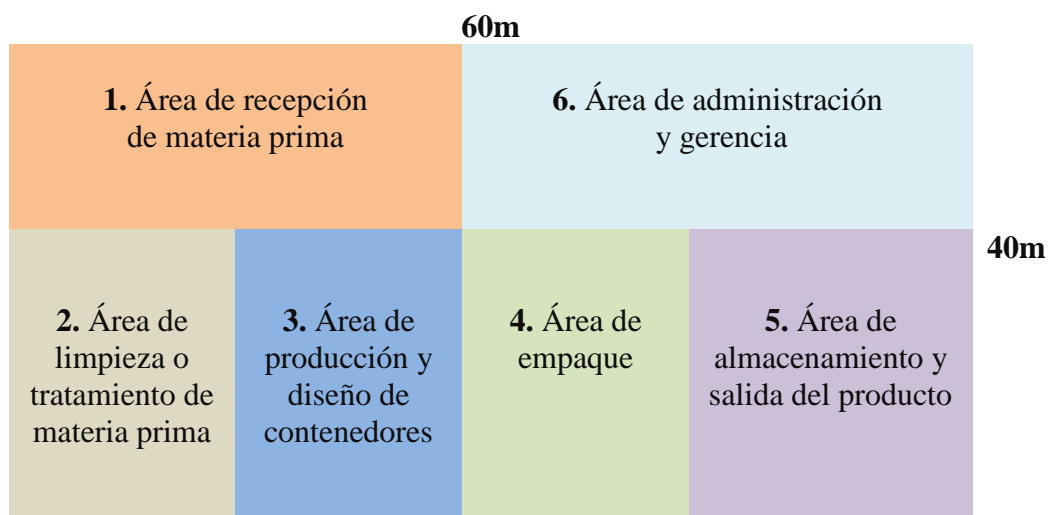 60m
1. Área de recepción
de materia prima
6. Área de administración
y gerencia
40m
2. Área de
limpieza o
tratamiento de
materia prima
3. Área de
producción y
diseño de
contenedores
4. Área de
empaque
5. Área de
almacenamiento y
salida del producto